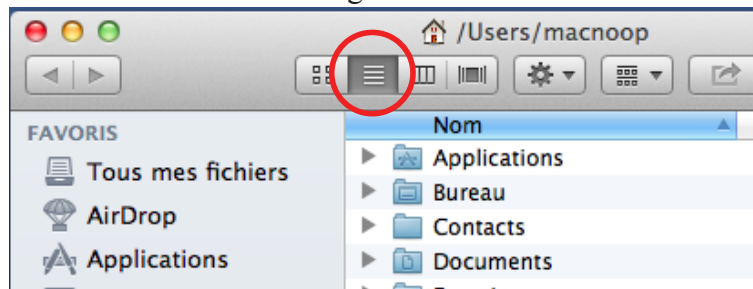 /Users/macnoop
FAVORIS
Tous mes fichiers
AirDrop
Applications
Nom
Applications
Bureau
Contacts
Documents